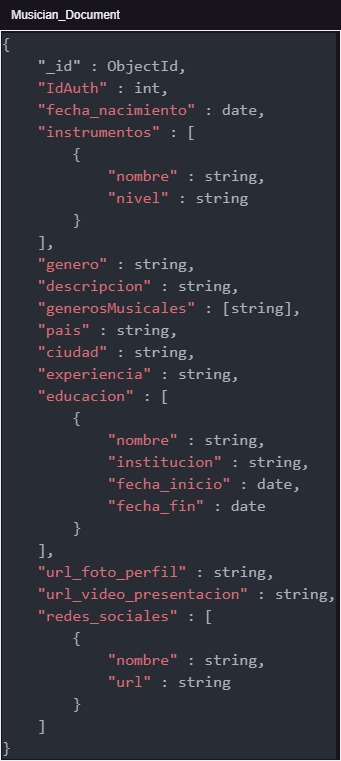 Musician_Document
{
    "_id" : ObjectId,
    "IdAuth" : int,
    "fecha_nacimiento" : date,
    "instrumentos" : [
        {
            "nombre" : string,
            "nivel" : string
        }
    ],
    "genero" : string,
    "descripcion" : string,
    "generosMusicales" : [string],
    "pais" : string,
    "ciudad" : string,
    "experiencia" : string,
    "educacion" : [
        {
            "nombre" : string,
            "institucion" : string,
            "fecha_inicio" : date,
            "fecha_fin" : date
        }
    ],
    "url_foto_perfil" : string,
    "url_video_presentacion" : string,
    "redes_sociales" : [
        {
            "nombre" : string,
            "url" : string
        }
    ]
}